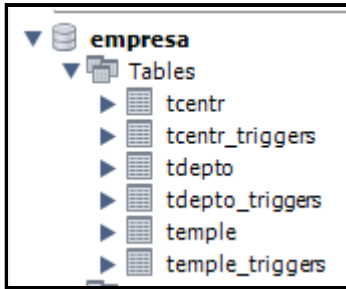 empresa
Tables
tcentr
tcentr_triggers
tdepto
tdepto_triggers
temple
temple_triggers